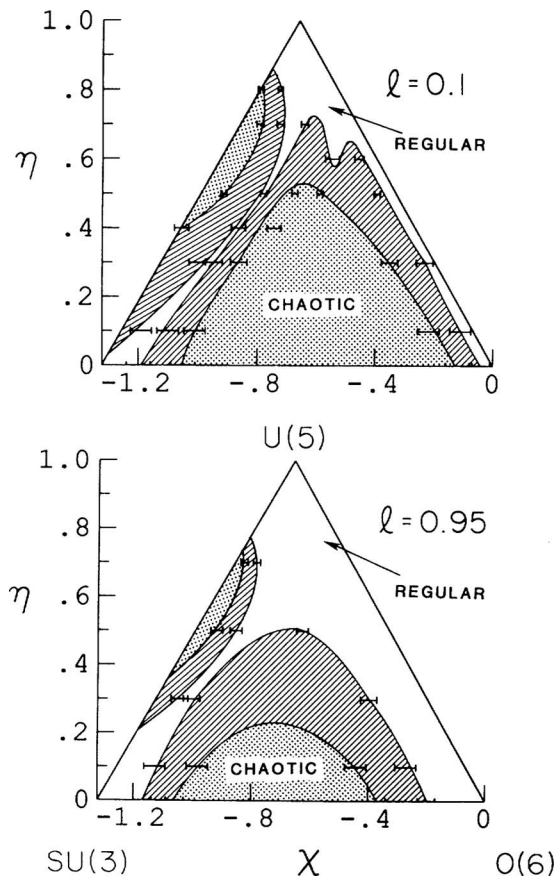 1.0
.8
ℓ=0.1
η .6
REGULAR
.4
.2
CHAOTIC
0
-1.2 -.8 -.4 0
U(5)
1.0
.8
ℓ=0.95
η .6
REGULAR
.4
.2
CHAOTIC
0
-1.2 -.8 -.4 0
SU(3) χ O(6)